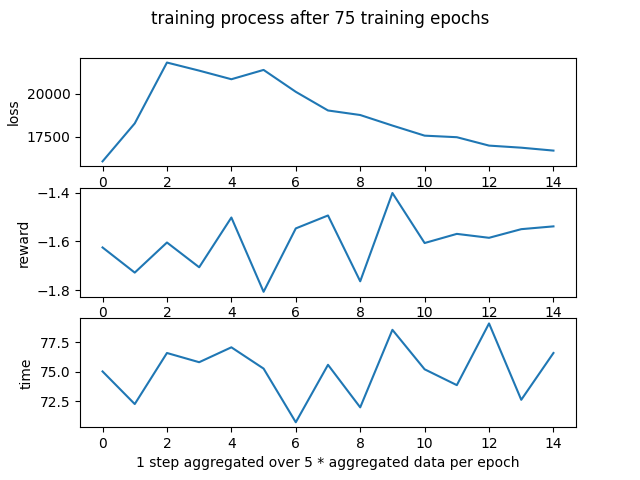 training process after 75 training epochs
20000
17500
loss
0 2 4 6 8 10 12 14
−1.4
−1.6
−1.8
reward
0 2 4 6 8 10 12 14
77.5
75.0
72.5
time
0 2 4 6 8 10 12 14
1 step aggregated over 5 * aggregated data per epoch